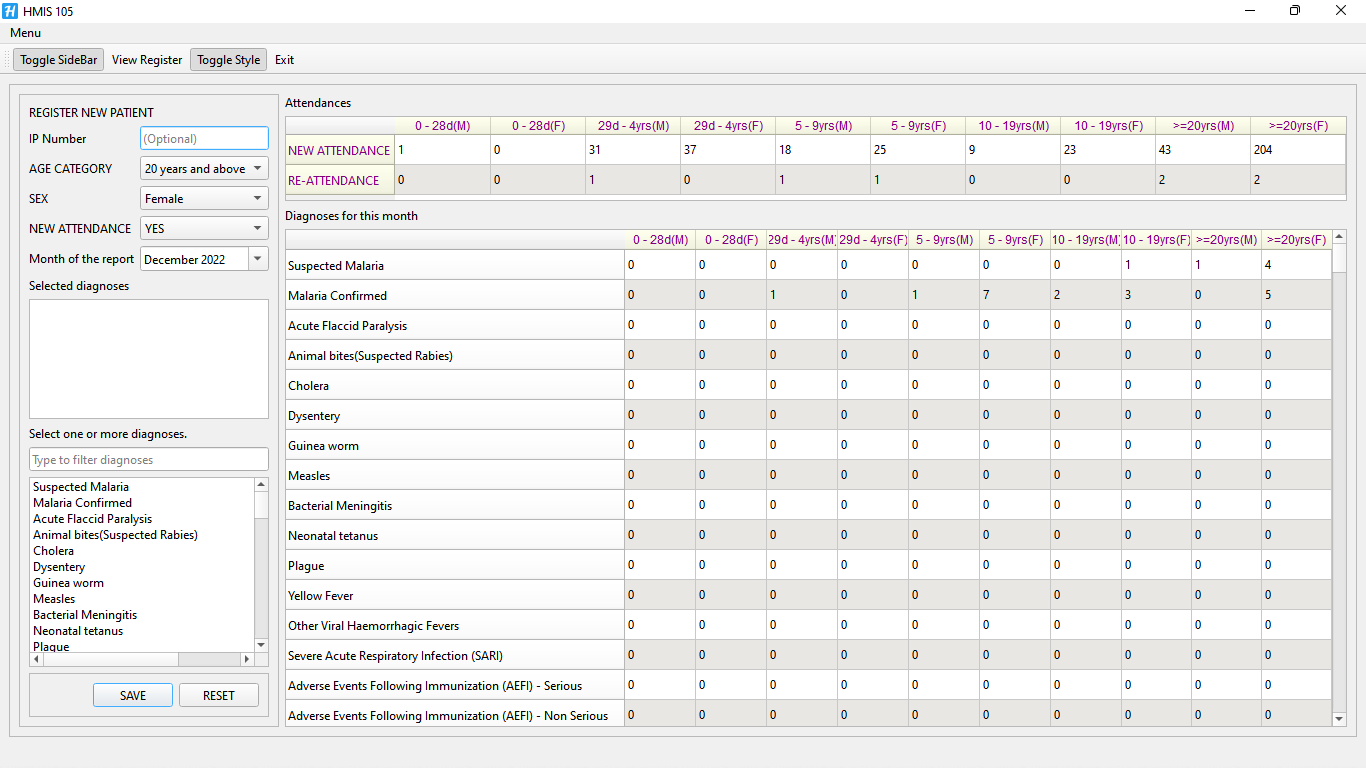 HMIS 105
Menu
Toggle SideBar View Register Toggle Style Exit
REGISTER NEW PATIENT
IP Number (Optional)
AGE CATEGORY 20 years and above
SEX Female
NEW ATTENDANCE YES
Month of the report December 2022
Selected diagnoses
Select one or more diagnoses.
Type to filter diagnoses
Suspected Malaria
Malaria Confirmed
Acute Flaccid Paralysis
Animal bites(Suspected Rabies)
Cholera
Dysentery
Guinea worm
Measles
Bacterial Meningitis
Neonatal tetanus
Plague
SAVE RESET
Attendances
0 - 28d(M) 0 - 28d(F) 29d - 4yrs(M) 29d - 4yrs(F) 5 - 9yrs(M) 5 - 9yrs(F) 10 - 19yrs(M) 10 - 19yrs(F) >=20yrs(M) >=20yrs(F)
NEW ATTENDANCE 1 0 31 37 18 25 9 23 43 204
RE-ATTENDANCE 0 0 1 0 1 1 0 0 2 2
Diagnoses for this month
0 - 28d(M) 0 - 28d(F) 29d - 4yrs(M) 29d - 4yrs(F) 5 - 9yrs(M) 5 - 9yrs(F) 10 - 19yrs(M) 10 - 19yrs(F) >=20yrs(M) >=20yrs(F)
Suspected Malaria 0 0 0 0 0 0 0 1 1 4
Malaria Confirmed 0 0 1 0 1 7 2 3 0 5
Acute Flaccid Paralysis 0 0 0 0 0 0 0 0 0 0
Animal bites(Suspected Rabies) 0 0 0 0 0 0 0 0 0 0
Cholera 0 0 0 0 0 0 0 0 0 0
Dysentery 0 0 0 0 0 0 0 0 0 0
Guinea worm 0 0 0 0 0 0 0 0 0 0
Measles 0 0 0 0 0 0 0 0 0 0
Bacterial Meningitis 0 0 0 0 0 0 0 0 0 0
Neonatal tetanus 0 0 0 0 0 0 0 0 0 0
Plague 0 0 0 0 0 0 0 0 0 0
Yellow Fever 0 0 0 0 0 0 0 0 0 0
Other Viral Haemorrhagic Fevers 0 0 0 0 0 0 0 0 0 0
Severe Acute Respiratory Infection (SARI) 0 0 0 0 0 0 0 0 0 0
Adverse Events Following Immunization (AEFI) - Serious 0 0 0 0 0 0 0 0 0 0
Adverse Events Following Immunization (AEFI) - Non Serious 0 0 0 0 0 0 0 0 0 0